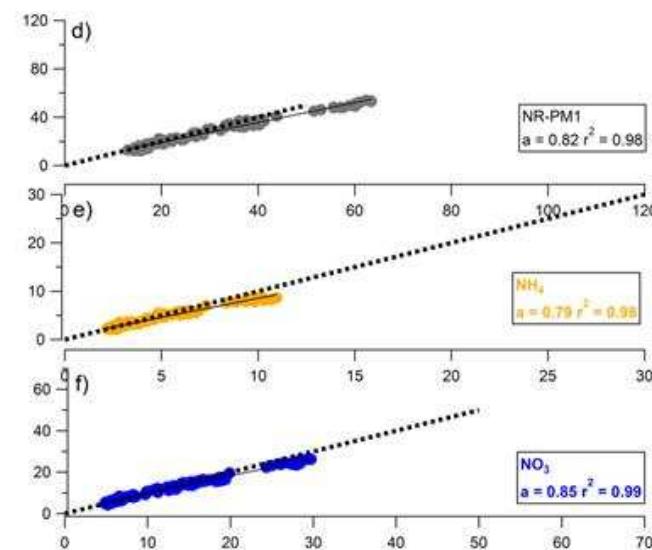 120
d)
80
40
0
NR-PM1
a = 0.82 r² = 0.98
0 20 40 60 80 100 120
30
e)
20
10
0
NH₄
a = 0.79 r² = 0.98
0 5 10 15 20 25 30
60
f)
40
20
0
NO₃
a = 0.85 r² = 0.99
0 10 20 30 40 50 60 70